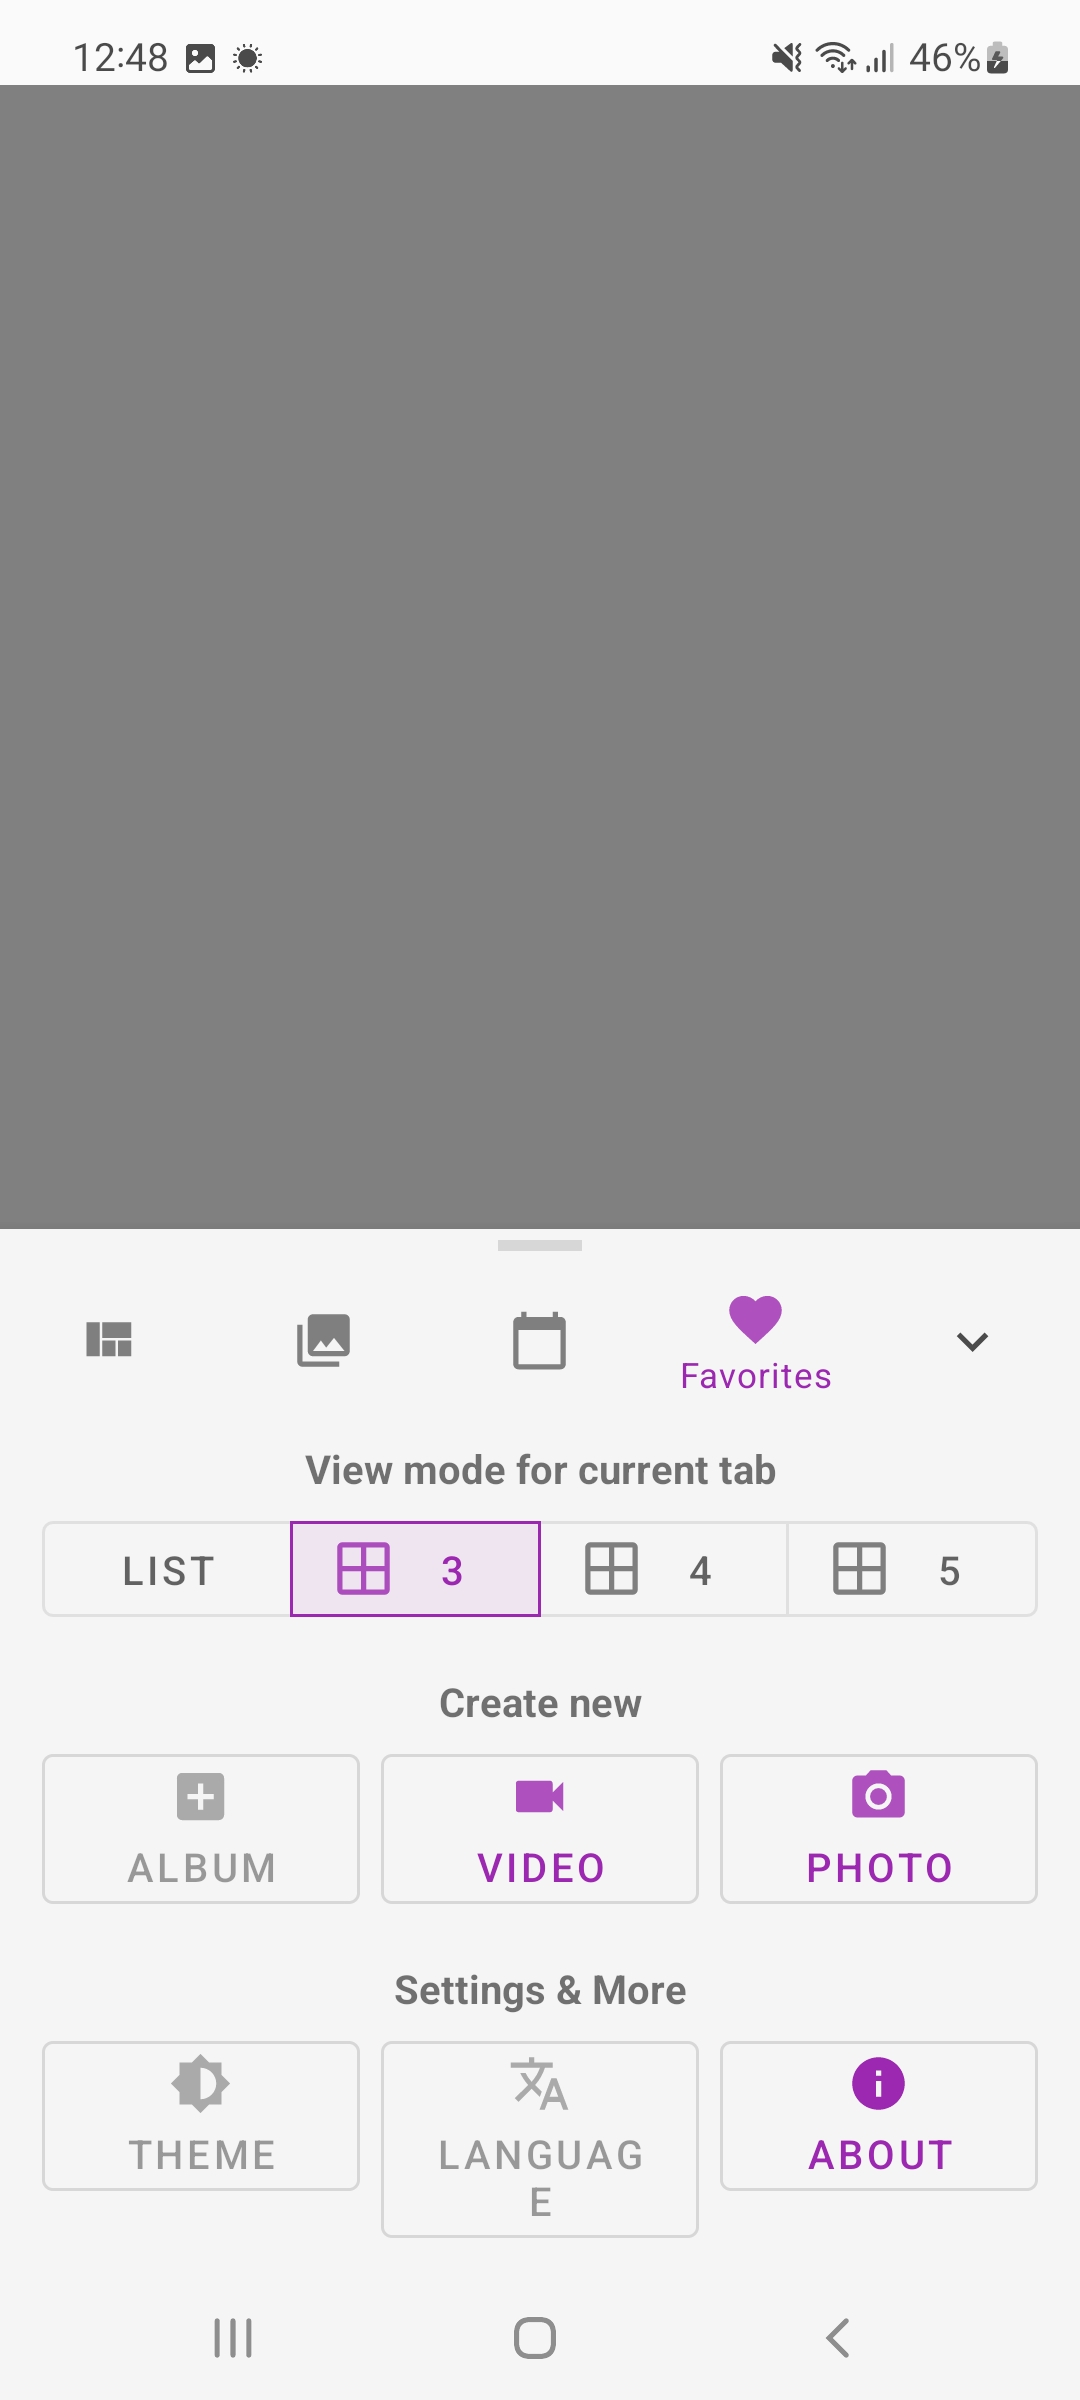 12:48 46%
Favorites
View mode for current tab
LIST 3 4 5
Create new
ALBUM VIDEO PHOTO
Settings & More
THEME LANGUAG ABOUT
E